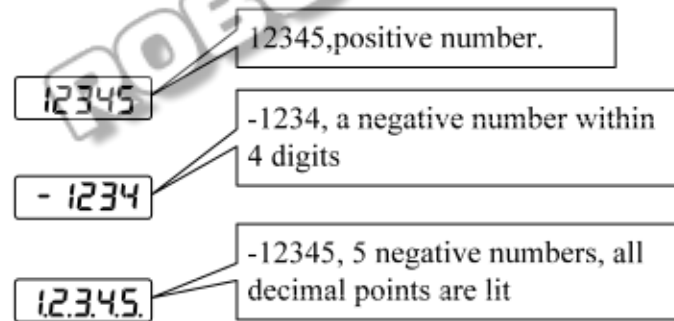 12345,positive number.
12345
-1234, a negative number within
4 digits
- 1234
-12345, 5 negative numbers, all
decimal points are lit
1.2.3.4.5.